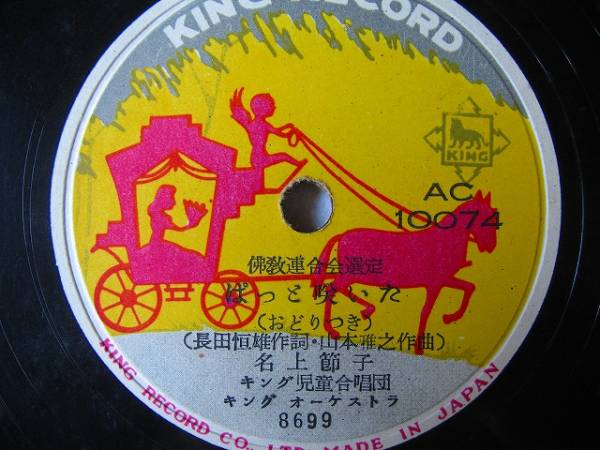 KING RECORD
KING
AC
10074
佛教連合会選定
ぱっと咲いた
(おどりつき)
(長田恒雄作詞・山本雅之作曲)
名上節子
キング児童合唱団
キング オーケストラ
8699
KING RECORD CO., LTD. MADE IN JAPAN